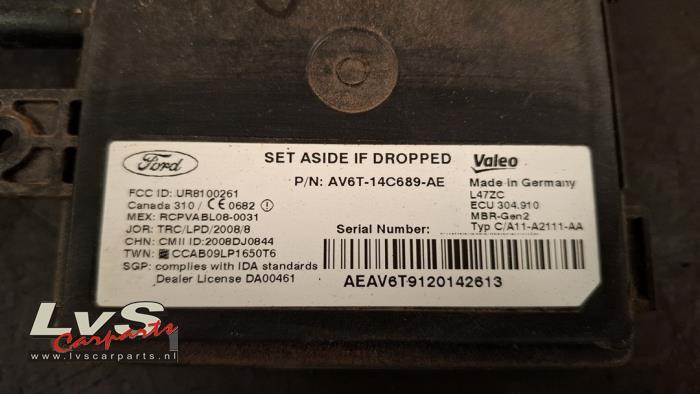 Ford
SET ASIDE IF DROPPED
Valeo
P/N: AV6T-14C689-AE
Made in Germany
L47ZC
ECU 304.910
MBR-Gen2
Typ C/A11-A2111-AA
FCC ID: UR8100261
Canada 310 / CE 0682
MEX: RCPVABL08-0031
JOR: TRC/LPD/2008/8
CHN: CMII ID:2008DJ0844
TWN: CCAB09LP1650T6
SGP: complies with IDA standards
Dealer License DA00461
Serial Number:
AEAV6T9120142613
LvS
Carparts
www.lvscarparts.nl